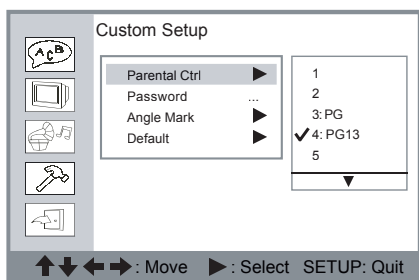 Custom Setup
ACB
Parental Ctrl
Password ...
Angle Mark
Default
1
2
3: PG
4: PG13
5
: Move : Select SETUP: Quit